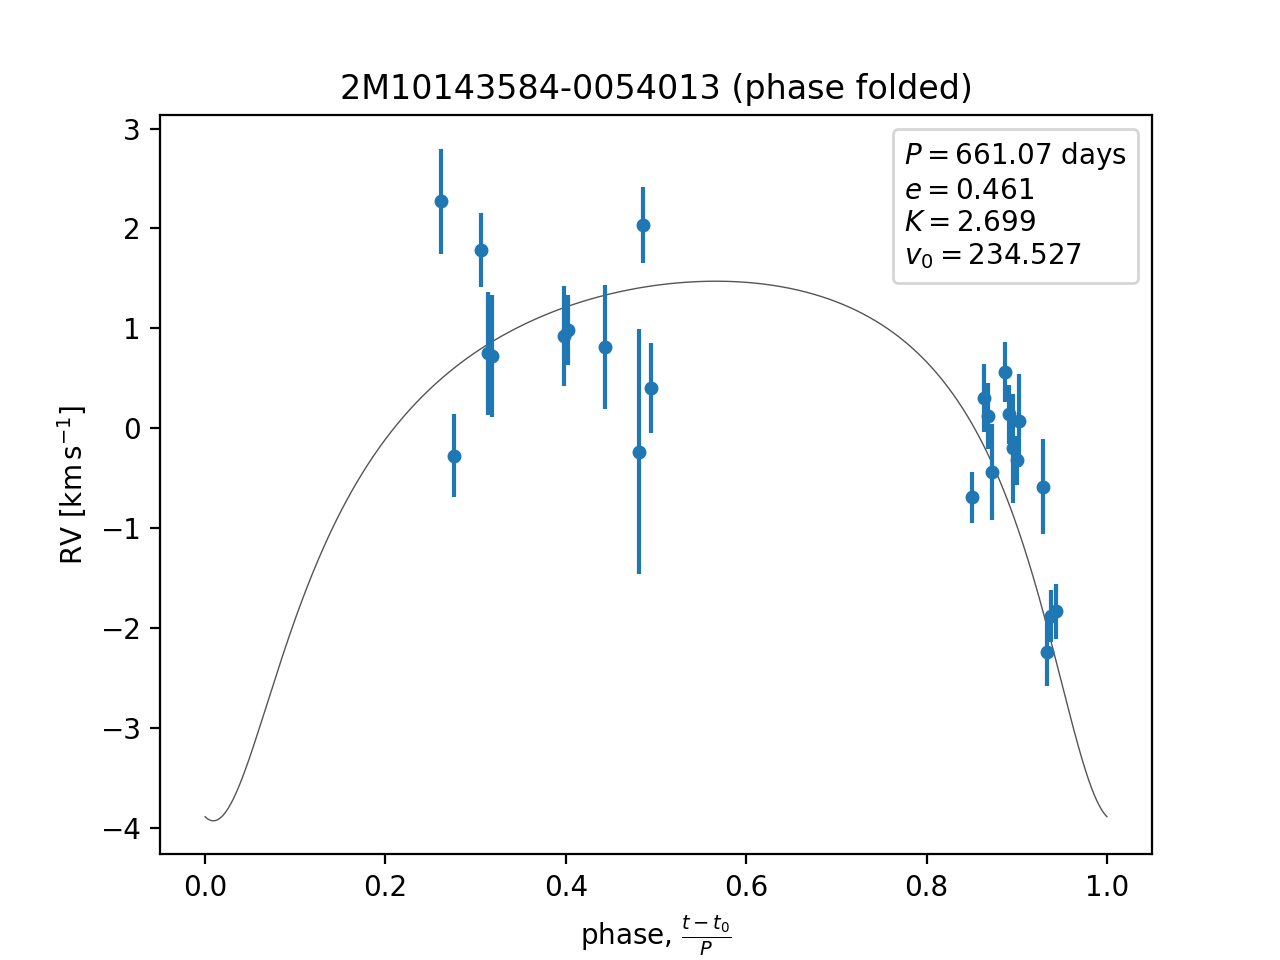 2M10143584-0054013 (phase folded)
P = 661.07 days
e = 0.461
K = 2.699
v₀ = 234.527
RV [km s⁻¹]
3
2
1
0
−1
−2
−3
−4
0.0 0.2 0.4 0.6 0.8 1.0
phase, (t − t₀)/P